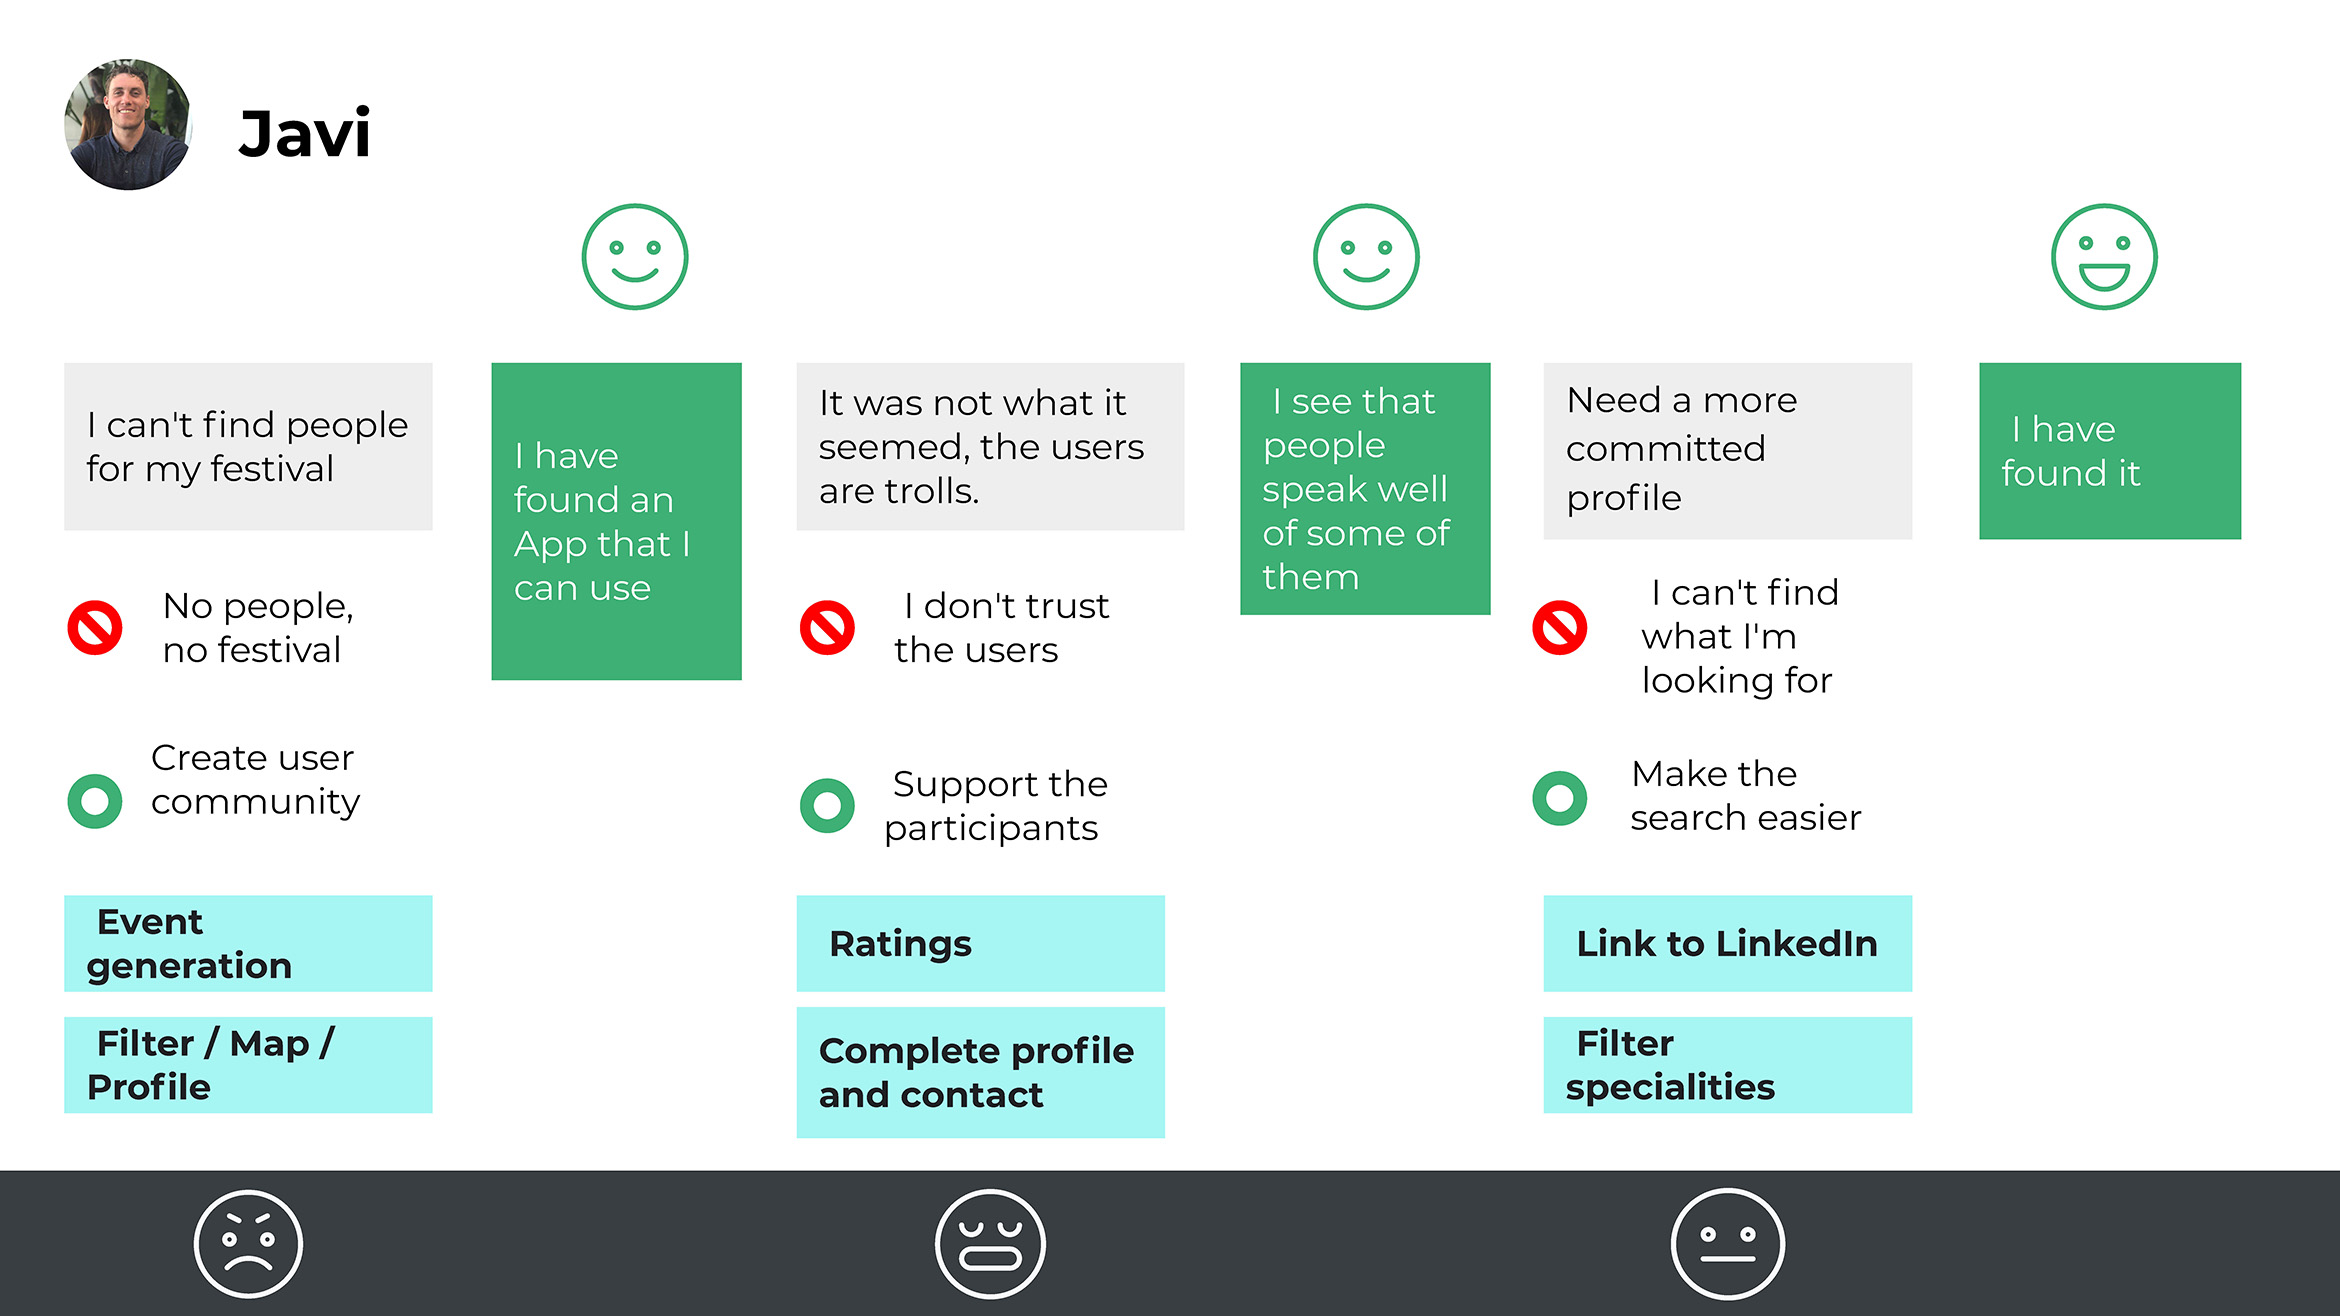 Javi
I can't find people
for my festival
No people,
no festival
Create user
community
Event
generation
Filter / Map /
Profile
I have
found an
App that I
can use
It was not what it
seemed, the users
are trolls.
I don't trust
the users
Support the
participants
Ratings
Complete profile
and contact
I see that
people
speak well
of some of
them
Need a more
committed
profile
I can't find
what I'm
looking for
Make the
search easier
Link to LinkedIn
Filter
specialities
I have
found it